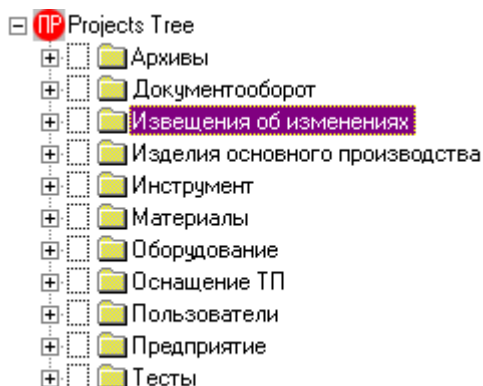 ПР Projects Tree
Архивы
Документооборот
Извещения об изменениях
Изделия основного производства
Инструмент
Материалы
Оборудование
Оснащение ТП
Пользователи
Предприятие
Тесты